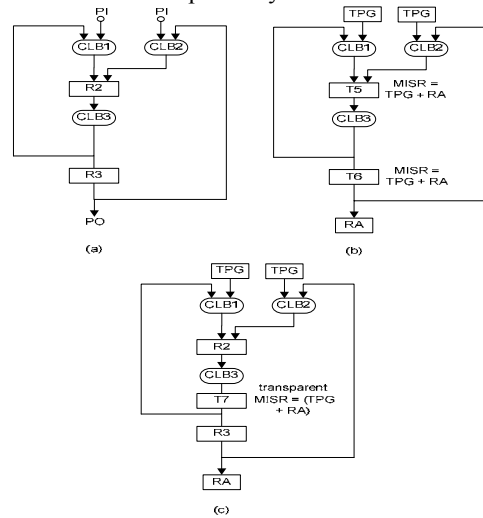 PI PI
CLB1 CLB2
R2
CLB3
R3
PO
(a)
TPG TPG
CLB1 CLB2
T5 MISR =
TPG + RA
CLB3
T6 MISR =
TPG + RA
RA
(b)
TPG TPG
CLB1 CLB2
R2
CLB3
transparent
T7 MISR = (TPG
+ RA)
R3
RA
(c)